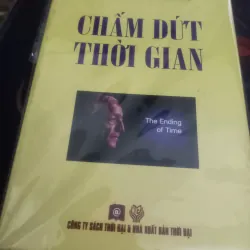 CHẤM DỨT
THỜI GIAN
The Ending
of Time
CÔNG TY SÁCH THỜI ĐẠI & NHÀ XUẤT BẢN THỜI ĐẠI